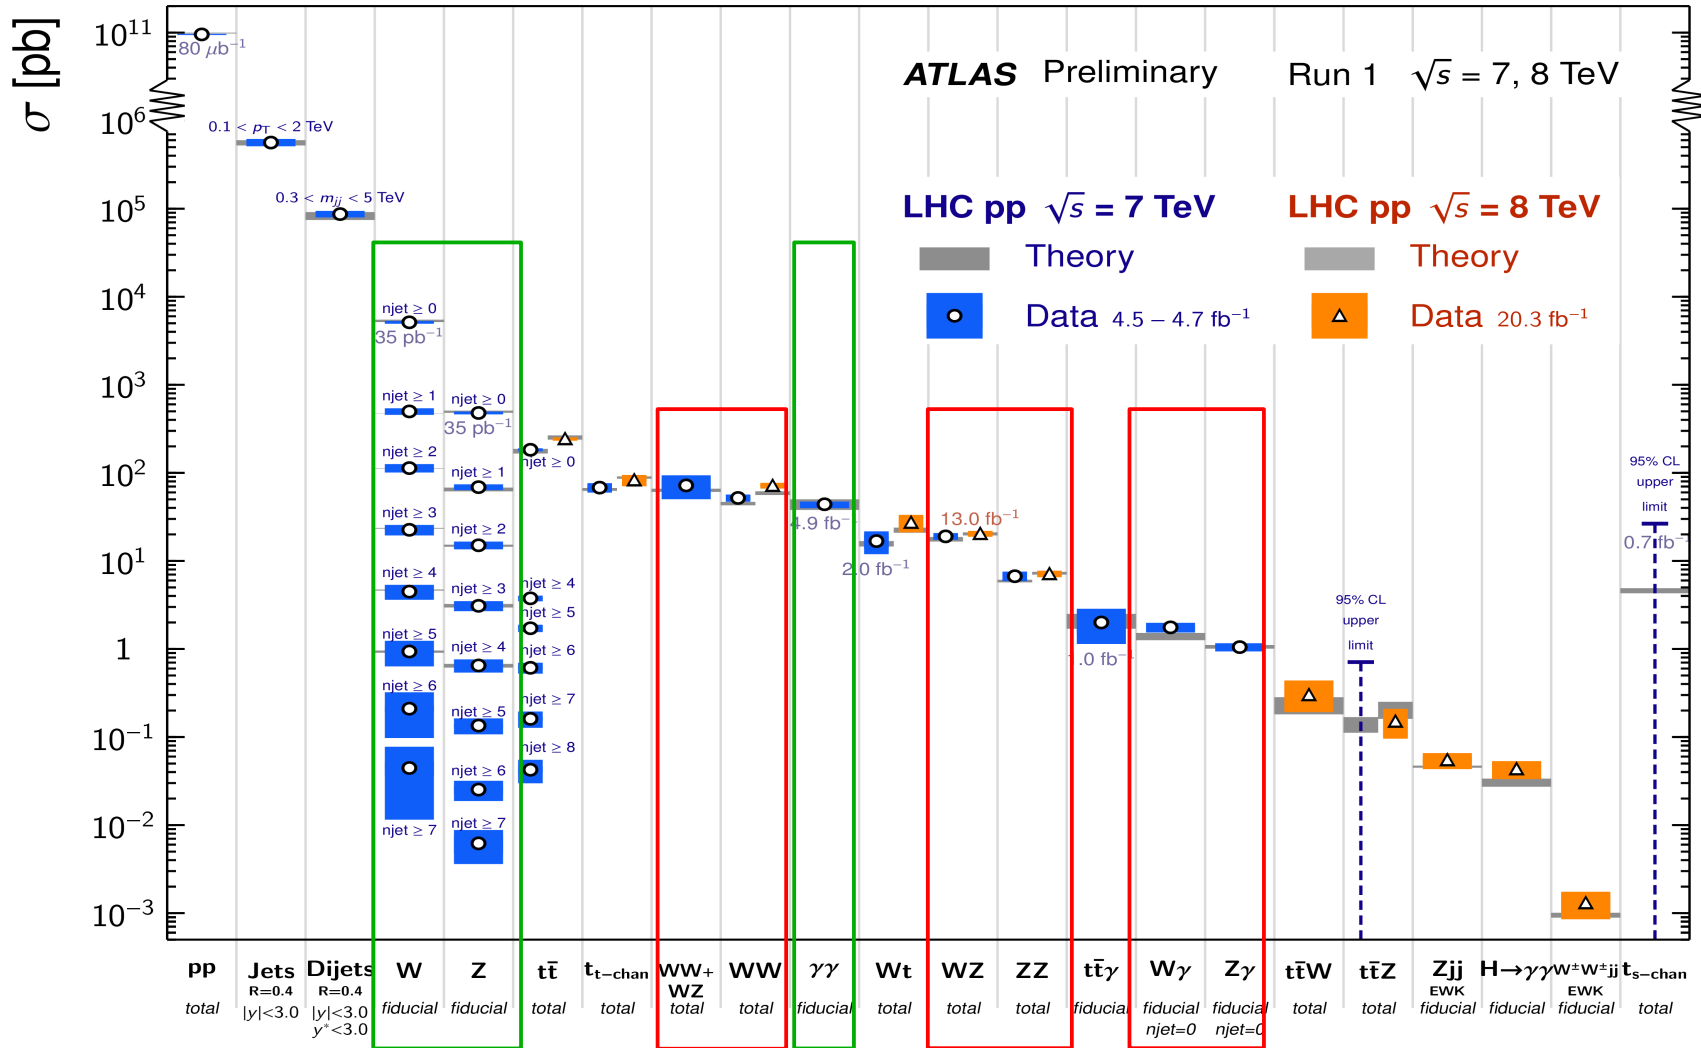 σ [pb]
10¹¹
10⁶
10⁵
10⁴
10³
10²
10¹
1
10⁻¹
10⁻²
10⁻³
ATLAS Preliminary Run 1 √s = 7, 8 TeV
LHC pp √s = 7 TeV LHC pp √s = 8 TeV
Theory Theory
Data 4.5 – 4.7 fb⁻¹ Data 20.3 fb⁻¹
80 μb⁻¹
0.1 < pT < 2 TeV
0.3 < mjj < 5 TeV
njet ≥ 0
35 pb⁻¹
njet ≥ 1
njet ≥ 2
njet ≥ 3
njet ≥ 4
njet ≥ 5
njet ≥ 6
njet ≥ 7
njet ≥ 0
35 pb⁻¹
njet ≥ 1
njet ≥ 2
njet ≥ 3
njet ≥ 4
njet ≥ 5
njet ≥ 6
njet ≥ 7
njet ≥ 0
njet ≥ 4
njet ≥ 5
njet ≥ 6
njet ≥ 7
njet ≥ 8
4.9 fb⁻
2.0 fb⁻¹
13.0 fb⁻¹
1.0 fb⁻¹
95% CL
upper
limit
95% CL
upper
limit
0.7 fb⁻¹
pp
total
Jets
R=0.4
|y|<3.0
Dijets
R=0.4
|y|<3.0
y*<3.0
W
fiducial
Z
fiducial
tt̄
total
t t−chan
total
WW+
WZ
total
WW
total
γγ
fiducial
Wt
total
WZ
total
ZZ
total
tt̄γ
fiducial
Wγ
fiducial
njet=0
Zγ
fiducial
njet=0
tt̄W
total
tt̄Z
total
Zjj
EWK
fiducial
H→γγ
fiducial
W±W±jj
EWK
fiducial
t s−chan
total